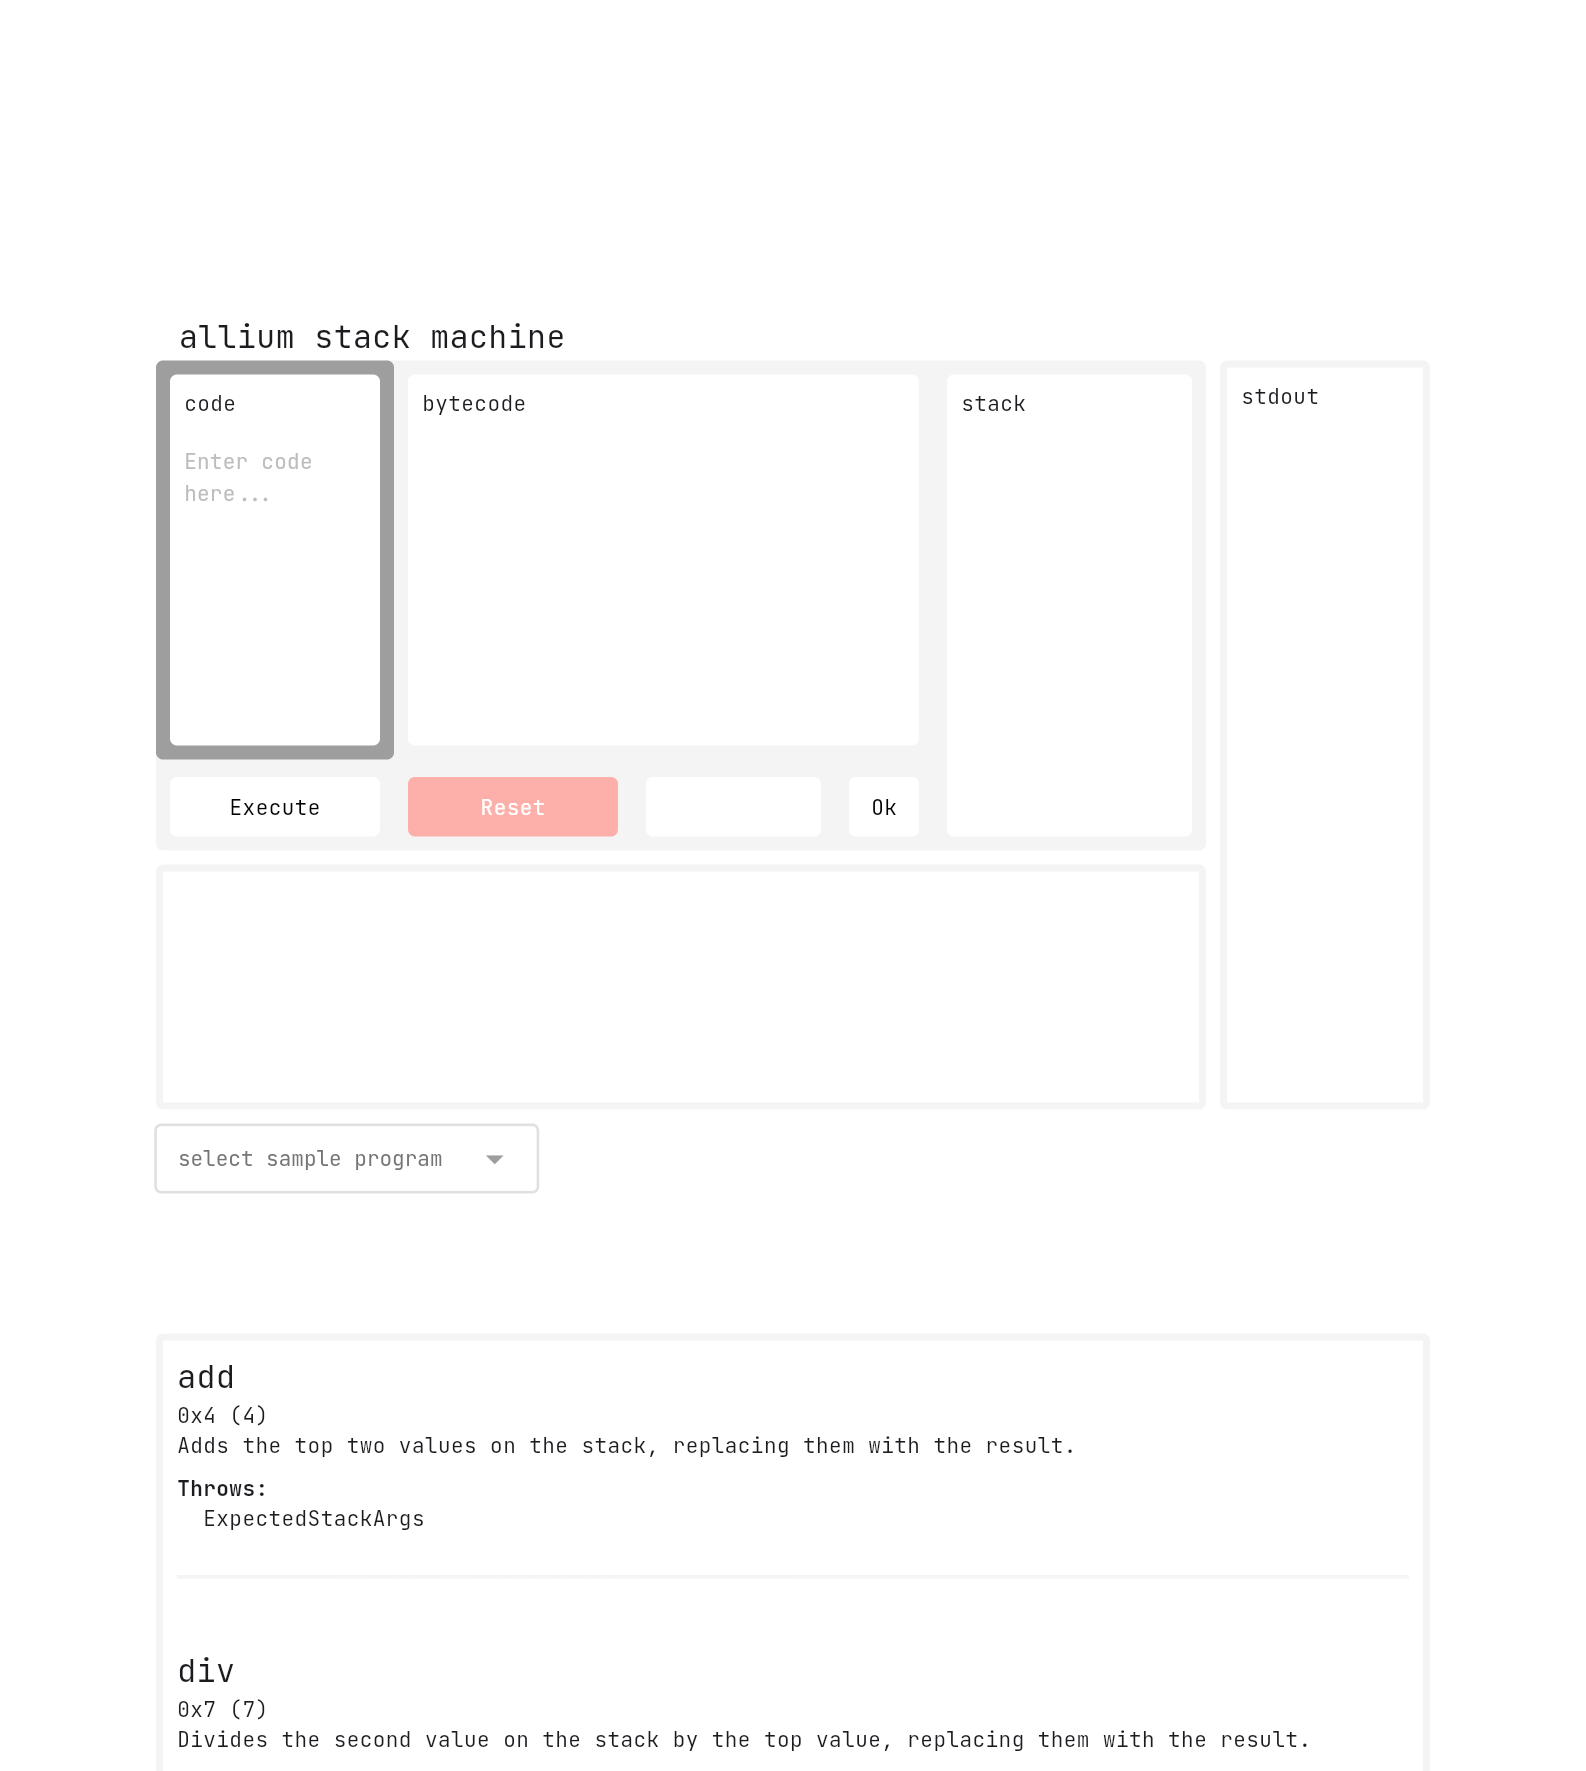 allium stack machine
code
bytecode
stack
stdout
Enter code
here...
Execute
Reset
Ok
select sample program
add
0x4 (4)
Adds the top two values on the stack, replacing them with the result.
Throws:
ExpectedStackArgs
div
0x7 (7)
Divides the second value on the stack by the top value, replacing them with the result.